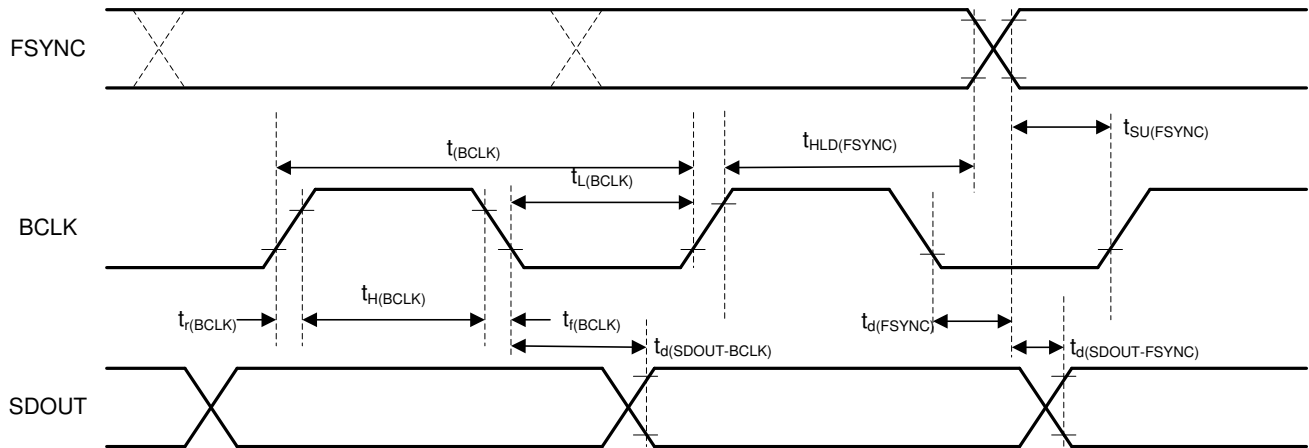 FSYNC
t(BCLK)
tHLD(FSYNC)
tSU(FSYNC)
tL(BCLK)
BCLK
tr(BCLK)
tH(BCLK)
tf(BCLK)
td(FSYNC)
td(SDOUT-BCLK)
td(SDOUT-FSYNC)
SDOUT